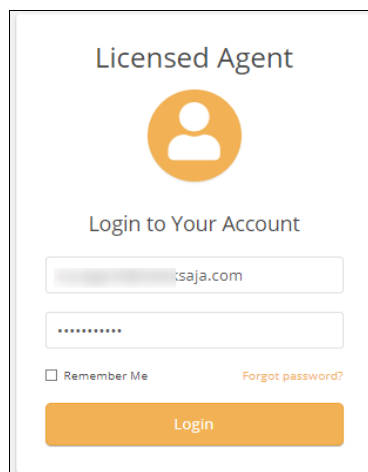 Licensed Agent
Login to Your Account
ksaja.com
•••••••••••
Remember Me
Forgot password?
Login